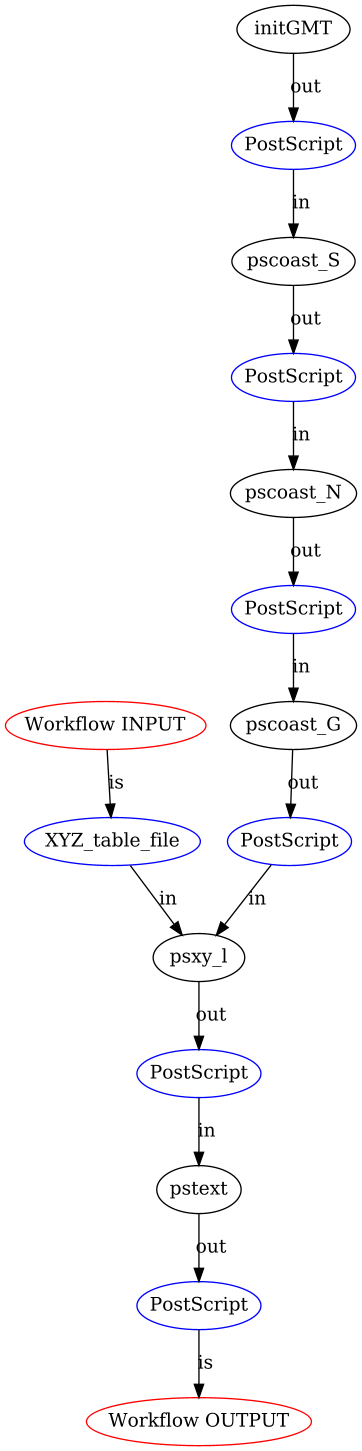 initGMT
out
PostScript
in
pscoast_S
out
PostScript
in
pscoast_N
out
PostScript
in
Workflow INPUT
pscoast_G
is
out
XYZ_table_file
PostScript
in
in
psxy_l
out
PostScript
in
pstext
out
PostScript
is
Workflow OUTPUT